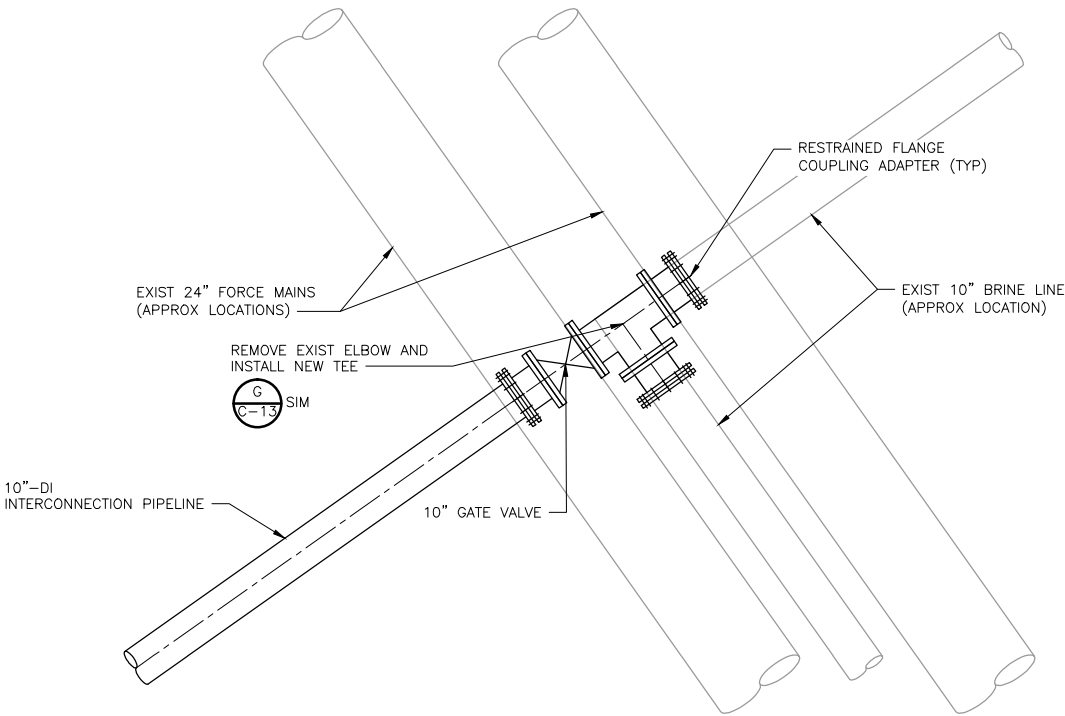 RESTRAINED FLANGE
COUPLING ADAPTER (TYP)
EXIST 24" FORCE MAINS
(APPROX LOCATIONS)
EXIST 10" BRINE LINE
(APPROX LOCATION)
REMOVE EXIST ELBOW AND
INSTALL NEW TEE
G
C-13
SIM
10"-DI
INTERCONNECTION PIPELINE
10" GATE VALVE